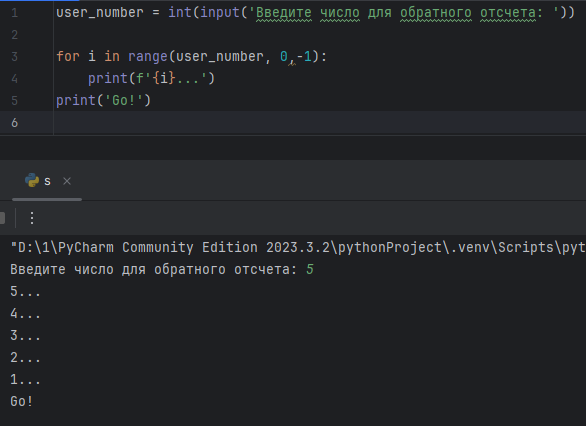 1 user_number = int(input('Введите число для обратного отсчета: '))
2
3 for i in range(user_number, 0,-1):
4     print(f'{i}...')
5 print('Go!')
6
s
"D:\1\PyCharm Community Edition 2023.3.2\pythonProject\.venv\Scripts\pyt
Введите число для обратного отсчета: 5
5...
4...
3...
2...
1...
Go!